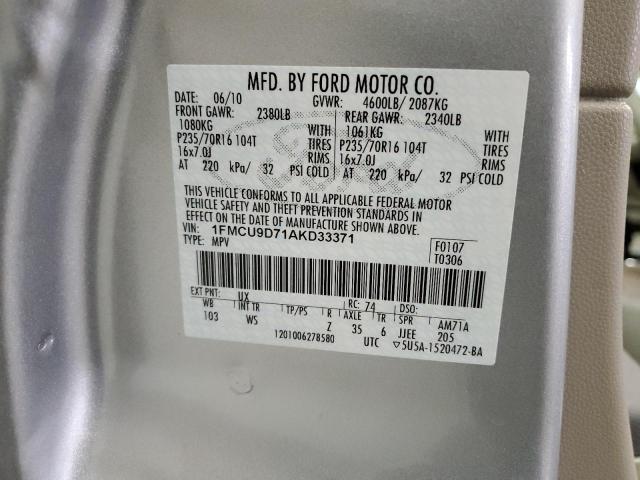 MFD. BY FORD MOTOR CO.
DATE: 06/10 GVWR: 4600LB/ 2087KG
FRONT GAWR: 2380LB REAR GAWR: 2340LB
1080KG WITH 1061KG WITH
P235/70R16 104T TIRES P235/70R16 104T TIRES
16x7.0J RIMS 16x7.0J RIMS
AT 220 kPa/ 32 PSI COLD AT 220 kPa/ 32 PSI COLD
THIS VEHICLE CONFORMS TO ALL APPLICABLE FEDERAL MOTOR
VEHICLE SAFETY AND THEFT PREVENTION STANDARDS IN
EFFECT ON THE DATE OF MANUFACTURE SHOWN ABOVE.
VIN: 1FMCU9D71AKD33371 F0107
TYPE: MPV T0306
EXT PNT: UX RC: 74 DSO:
WB INT TR TP/PS R AXLE TR SPR AM71A
103 WS Z 35 6 JJEE 205
1201006278580 UTC ▽5U5A-1520472-BA
Ford